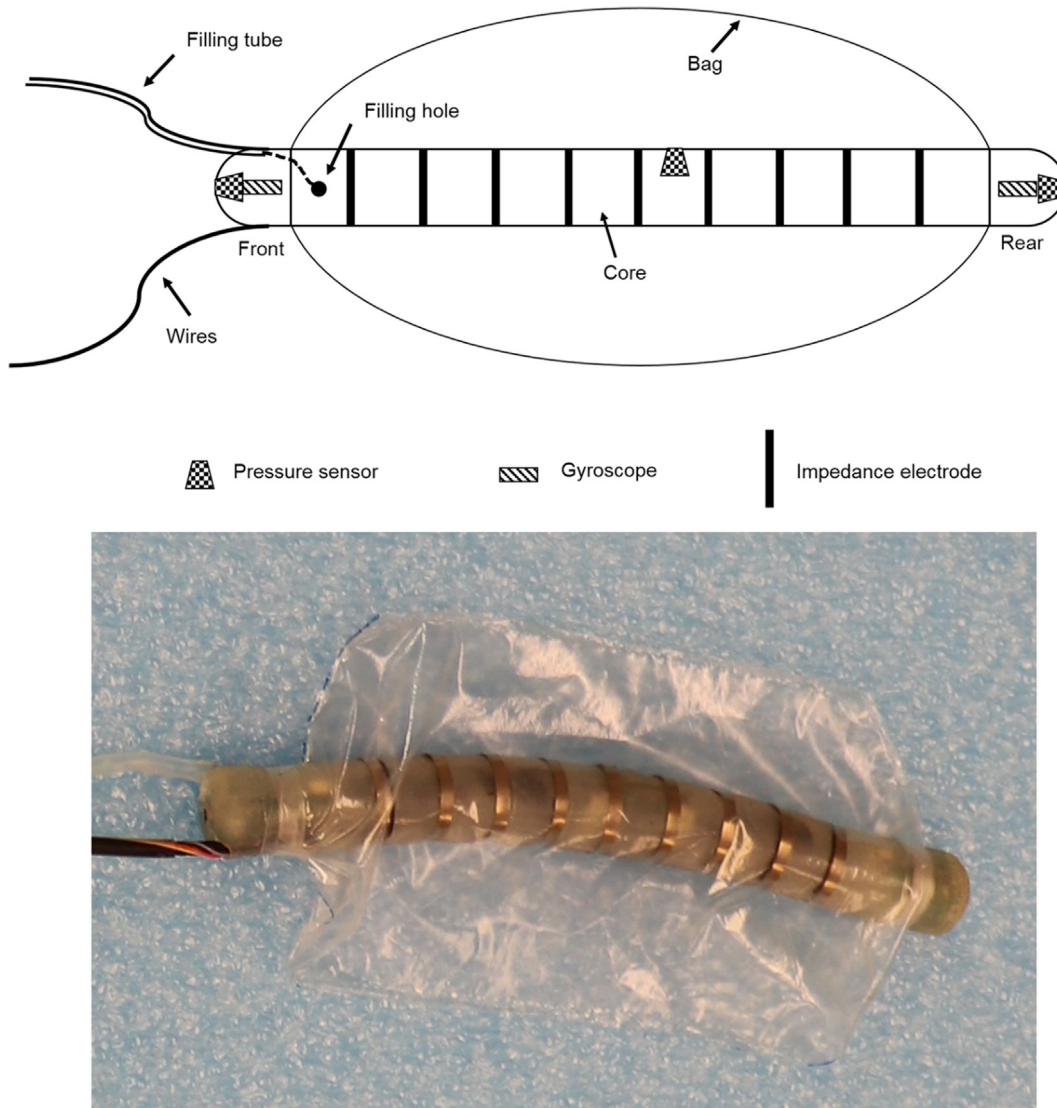 Filling tube
Bag
Filling hole
Front
Core
Rear
Wires
Pressure sensor
Gyroscope
Impedance electrode